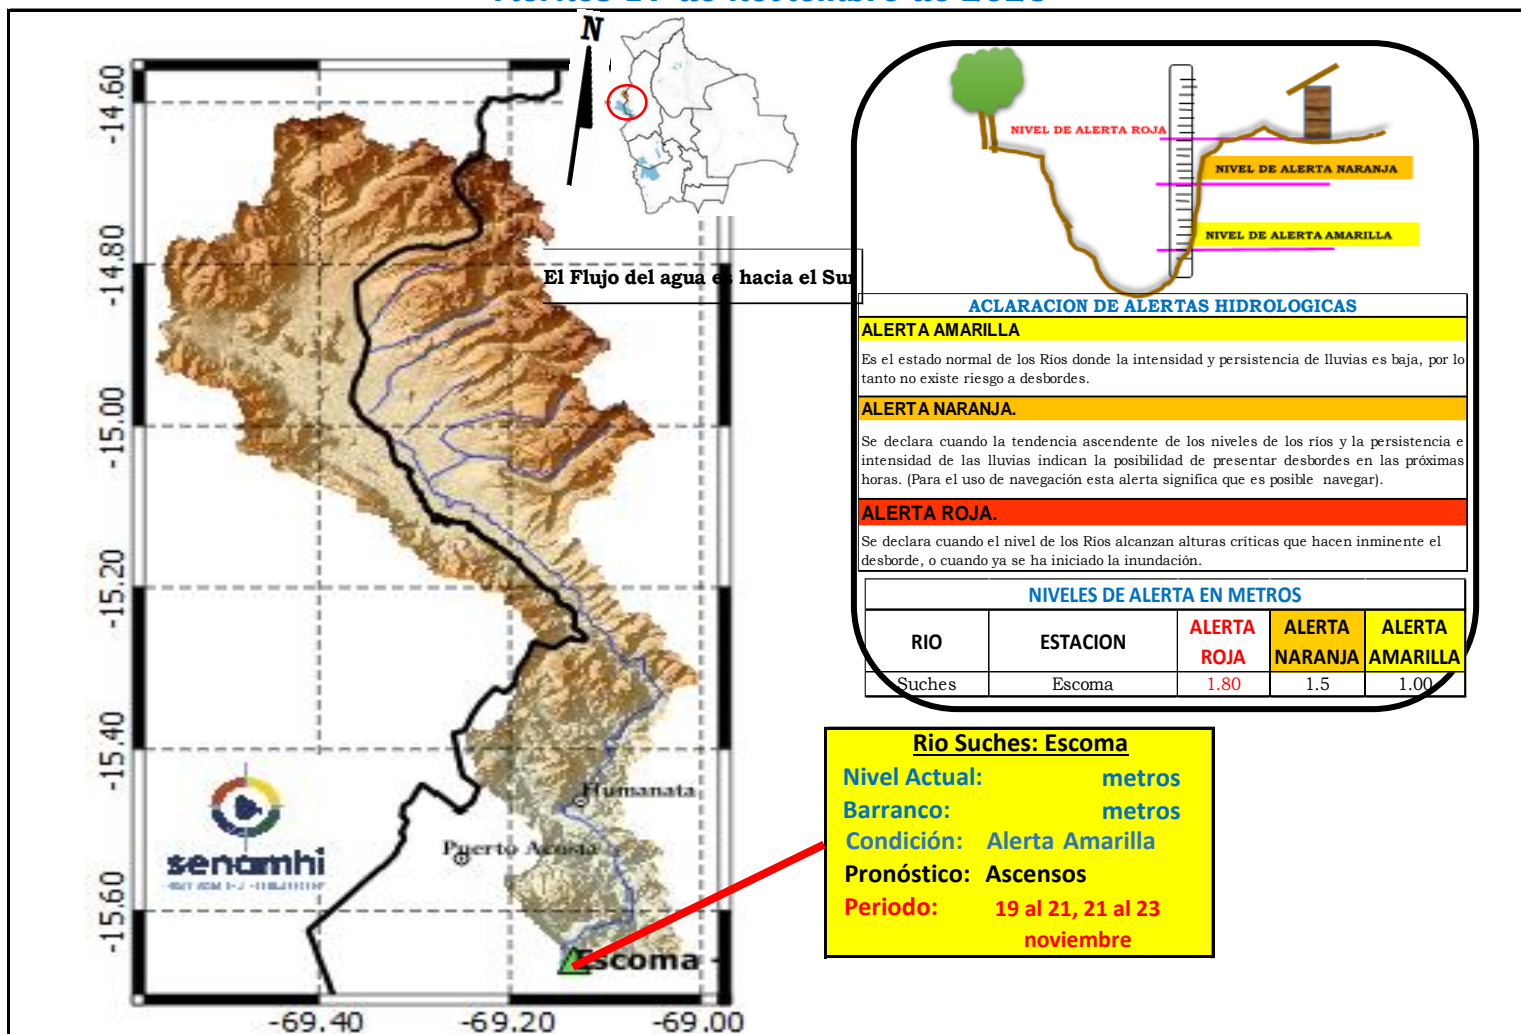 N
-14.60
-14.80
-15.00
-15.20
-15.40
-15.60
-69.40
-69.20
-69.00
El Flujo del agua es hacia el Sur
Humanata
Puerto Acosta
Escoma
senamhi
NIVEL DE ALERTA ROJA
NIVEL DE ALERTA NARANJA
NIVEL DE ALERTA AMARILLA
ACLARACION DE ALERTAS HIDROLOGICAS
ALERTA AMARILLA
Es el estado normal de los Ríos donde la intensidad y persistencia de lluvias es baja, por lo
tanto no existe riesgo a desbordes.
ALERTA NARANJA.
Se declara cuando la tendencia ascendente de los niveles de los ríos y la persistencia e
intensidad de las lluvias indican la posibilidad de presentar desbordes en las próximas
horas. (Para el uso de navegación esta alerta significa que es posible navegar).
ALERTA ROJA.
Se declara cuando el nivel de los Ríos alcanzan alturas críticas que hacen inminente el
desborde, o cuando ya se ha iniciado la inundación.
NIVELES DE ALERTA EN METROS
RIO ESTACION ALERTA ROJA ALERTA NARANJA ALERTA AMARILLA
Suches Escoma 1.80 1.5 1.00
Rio Suches: Escoma
Nivel Actual: metros
Barranco: metros
Condición: Alerta Amarilla
Pronóstico: Ascensos
Periodo: 19 al 21, 21 al 23
noviembre